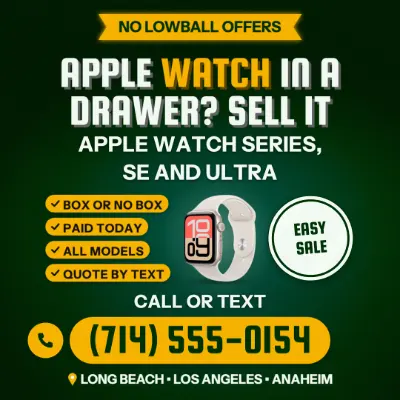 NO LOWBALL OFFERS
APPLE WATCH IN A
DRAWER? SELL IT
APPLE WATCH SERIES,
SE AND ULTRA
BOX OR NO BOX
PAID TODAY
ALL MODELS
QUOTE BY TEXT
10
09
EASY
SALE
CALL OR TEXT
(714) 555-0154
LONG BEACH • LOS ANGELES • ANAHEIM